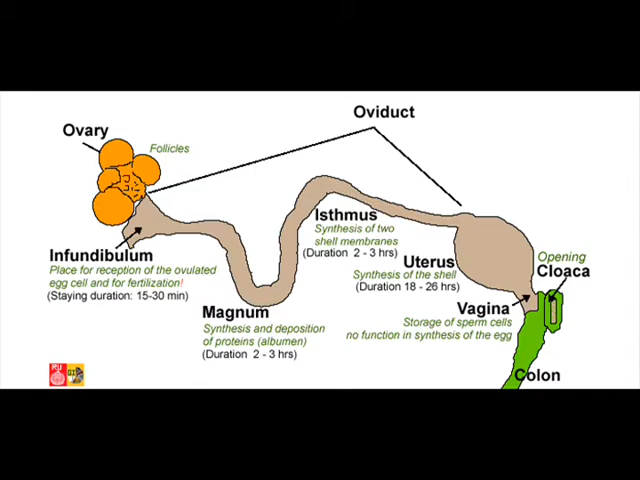 Oviduct
Ovary
Follicles
Infundibulum
Place for reception of the ovulated
egg cell and for fertilization!
(Staying duration: 15-30 min)
Magnum
Synthesis and deposition
of proteins (albumen)
(Duration 2 - 3 hrs)
Isthmus
Synthesis of two
shell membranes
(Duration 2 - 3 hrs)
Uterus
Synthesis of the shell
(Duration 18 - 26 hrs)
Vagina
Storage of sperm cells
no function in synthesis of the egg
Opening
Cloaca
Colon
RU